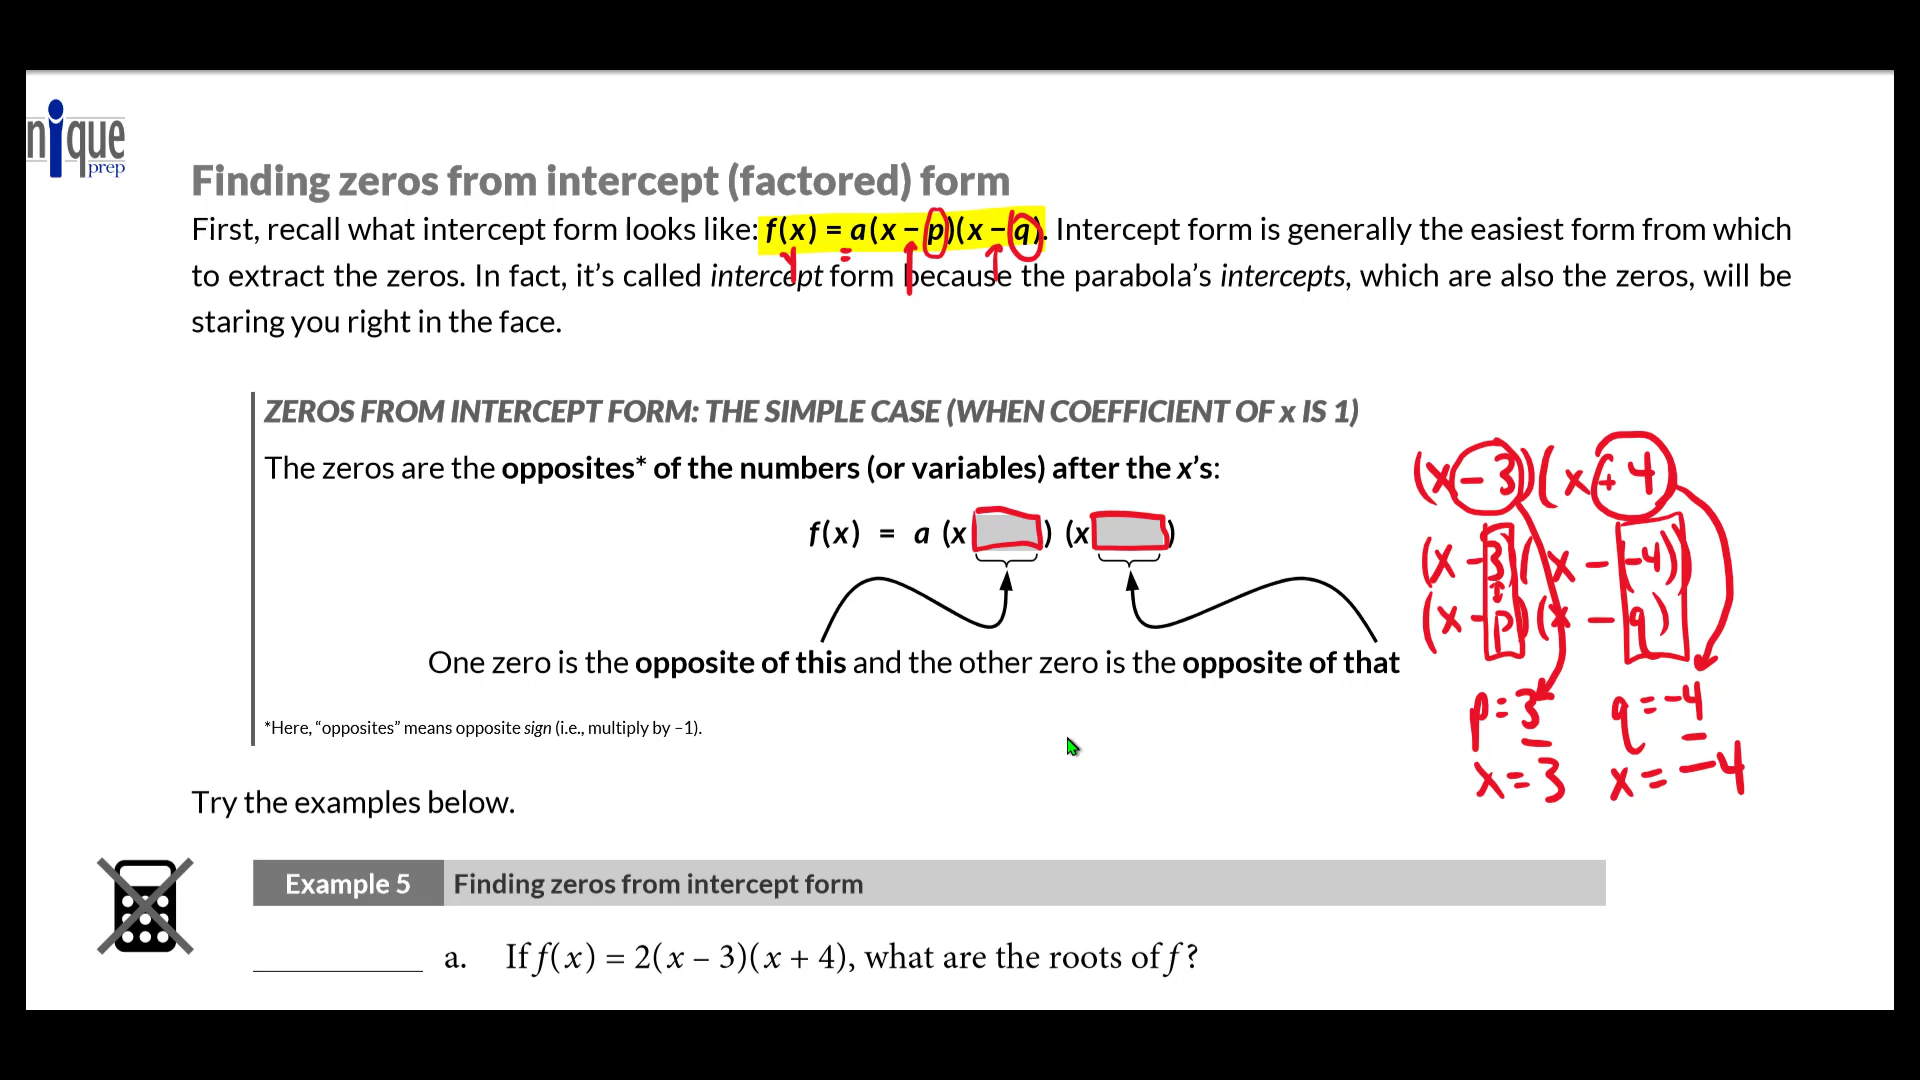 nique
prep
Finding zeros from intercept (factored) form
First, recall what intercept form looks like: f(x) = a(x – p)(x – q). Intercept form is generally the easiest form from which
y =
to extract the zeros. In fact, it’s called intercept form because the parabola’s intercepts, which are also the zeros, will be
staring you right in the face.
ZEROS FROM INTERCEPT FORM: THE SIMPLE CASE (WHEN COEFFICIENT OF x IS 1)
The zeros are the opposites* of the numbers (or variables) after the x’s:
f(x) = a (x ) (x )
One zero is the opposite of this and the other zero is the opposite of that
*Here, “opposites” means opposite sign (i.e., multiply by –1).
(x – 3)(x + 4)
(x – 3)(x – (–4))
(x – p)(x – q)
p = 3 q = –4
x = 3 x = –4
Try the examples below.
Example 5 Finding zeros from intercept form
a. If f(x) = 2(x – 3)(x + 4), what are the roots of f?